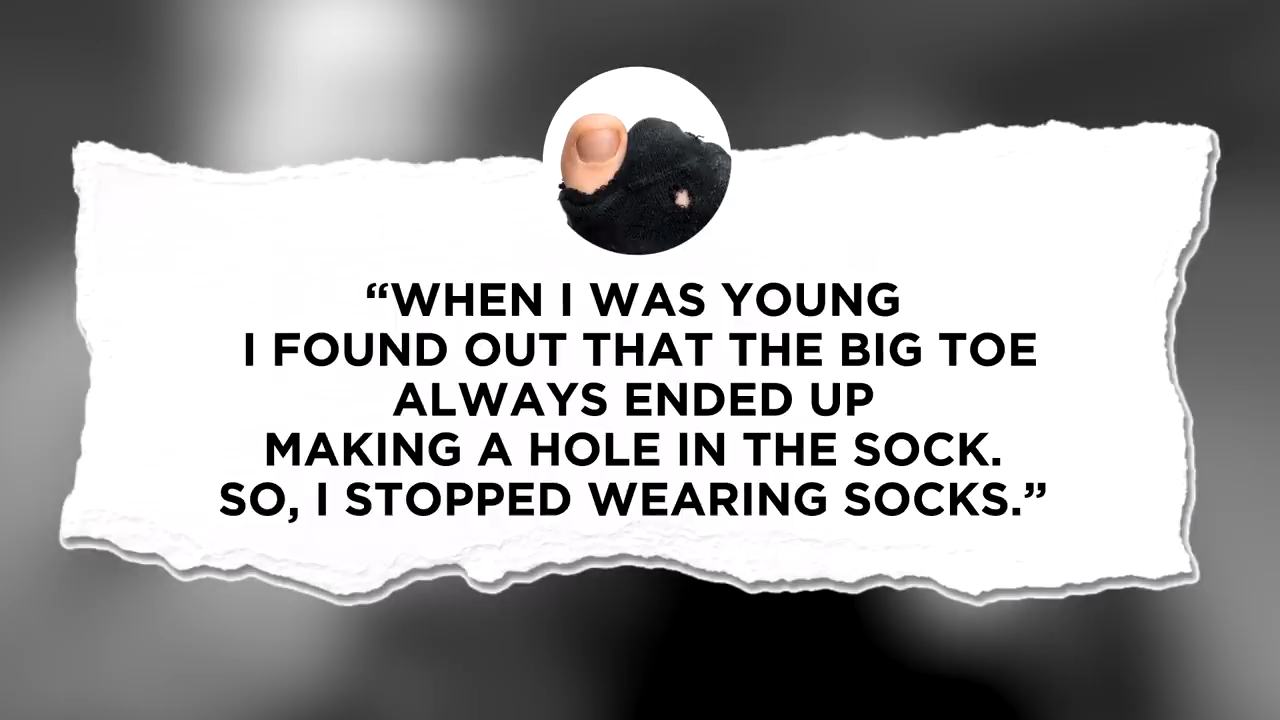 “WHEN I WAS YOUNG
I FOUND OUT THAT THE BIG TOE
ALWAYS ENDED UP
MAKING A HOLE IN THE SOCK.
SO, I STOPPED WEARING SOCKS.”